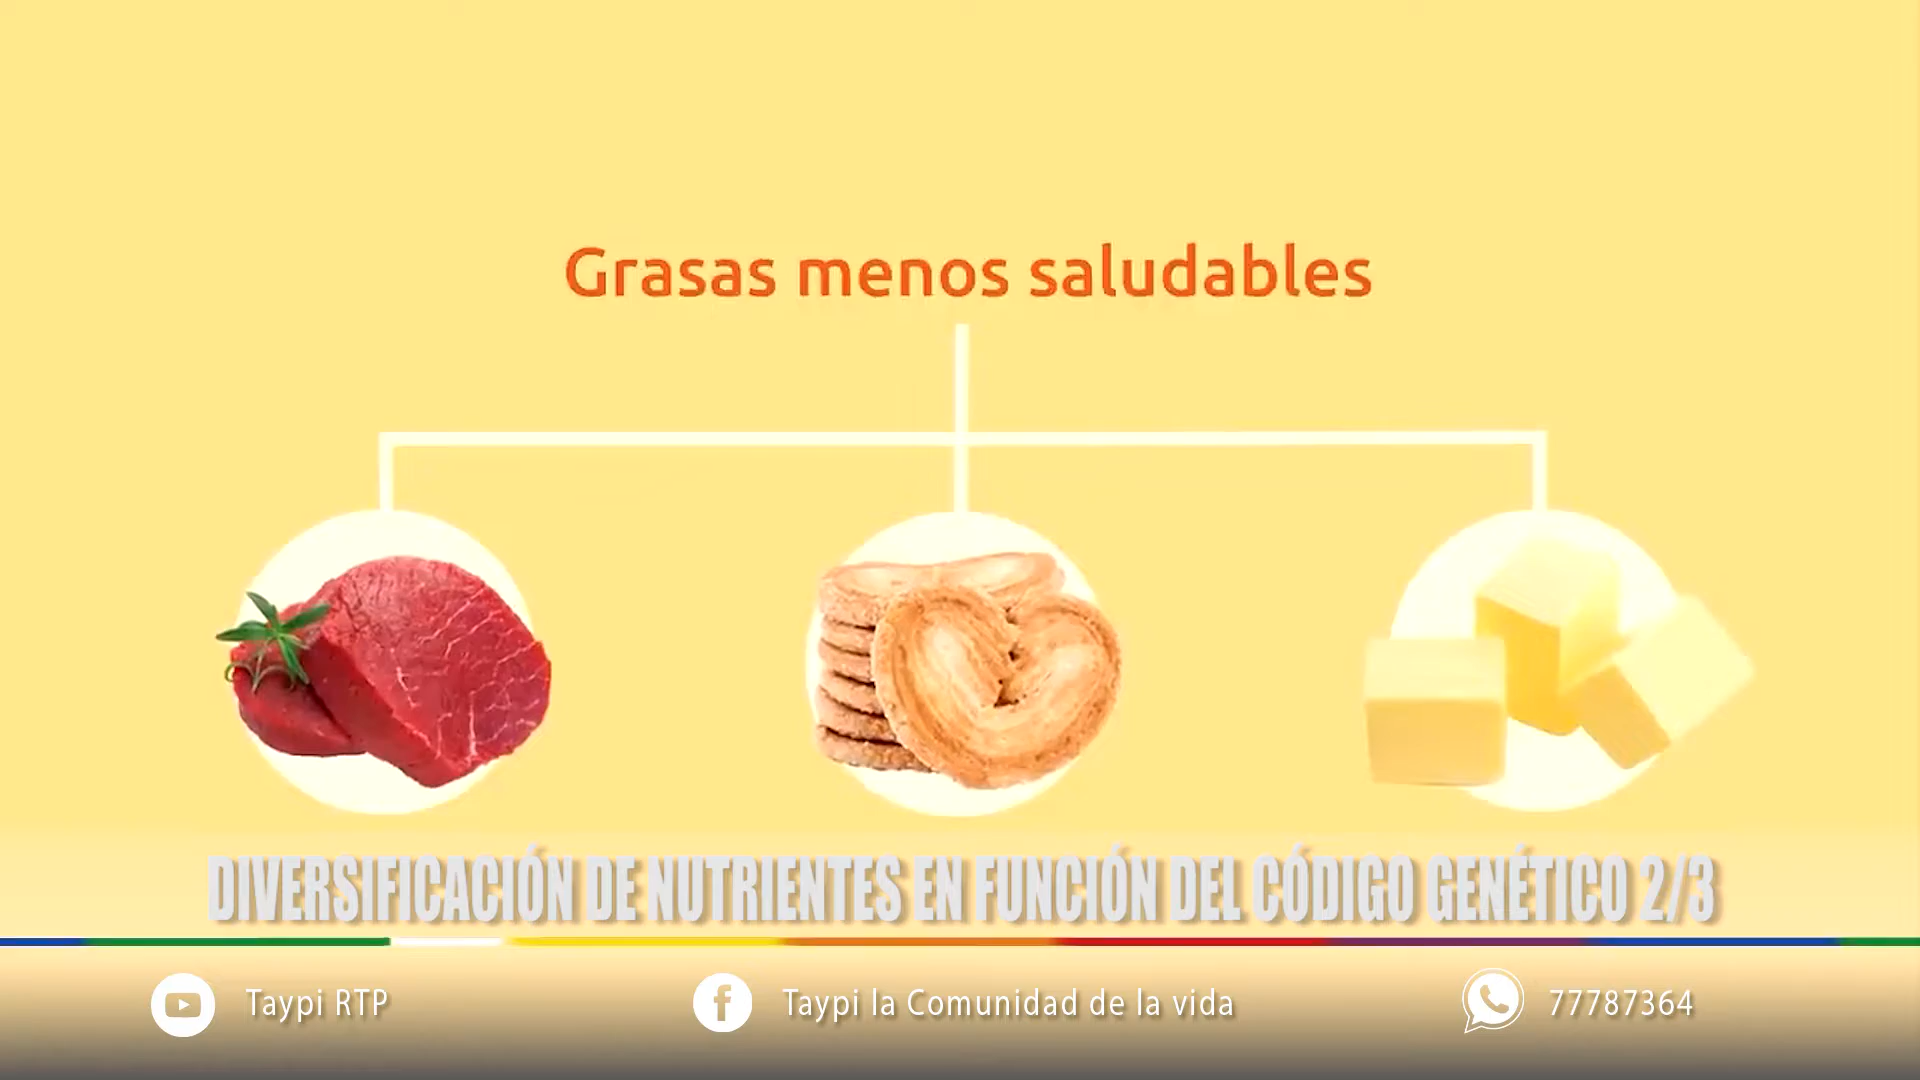 Grasas menos saludables
DIVERSIFICACIÓN DE NUTRIENTES EN FUNCIÓN DEL CÓDIGO GENÉTICO 2/3
Taypi RTP
Taypi la Comunidad de la vida
77787364